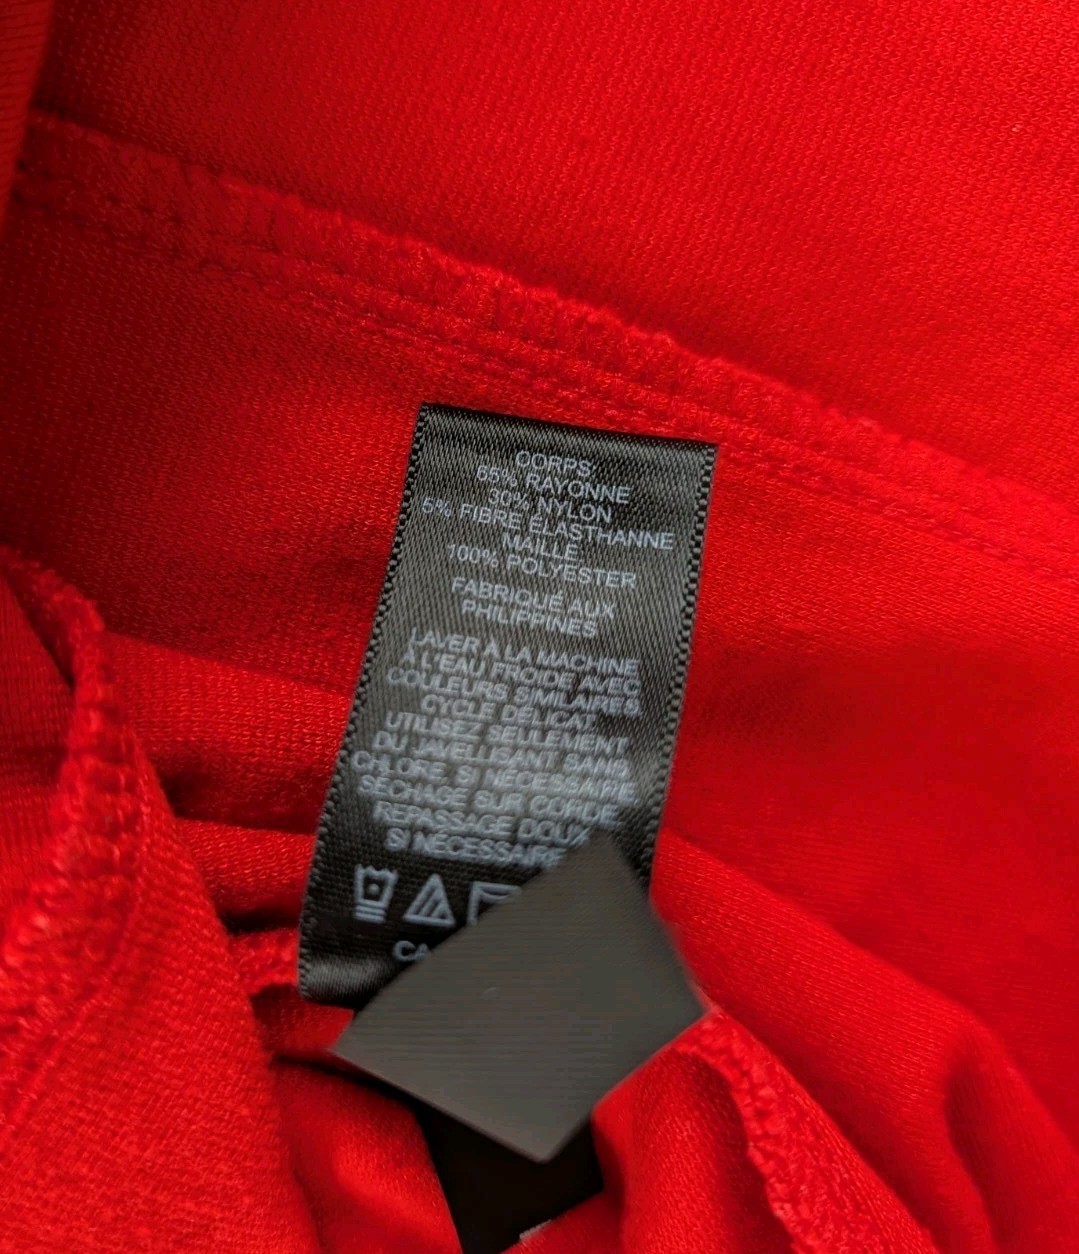 CORPS
65% RAYONNE
30% NYLON
5% FIBRE ÉLASTHANNE
MAILLE
100% POLYESTER
FABRIQUÉ AUX
PHILIPPINES
LAVER À LA MACHINE
À L'EAU FROIDE AVEC
COULEURS SIMILAIRES
CYCLE DÉLICAT
UTILISEZ SEULEMENT
DU JAVELLISANT SANS
CHLORE, SI NÉCESSAIRE
SÉCHAGE SUR CORDE
REPASSAGE DOUX
SI NÉCESSAIRE